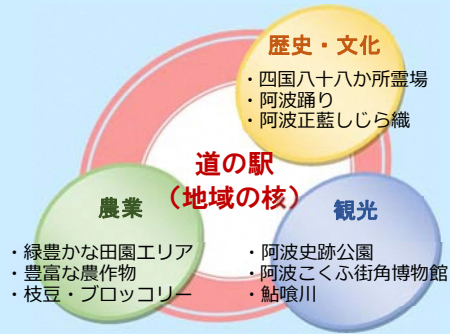 歴史・文化
・四国八十八か所霊場
・阿波踊り
・阿波正藍しじら織
道の駅
（地域の核）
農業
・緑豊かな田園エリア
・豊富な農作物
・枝豆・ブロッコリー
観光
・阿波史跡公園
・阿波こくふ街角博物館
・鮎喰川